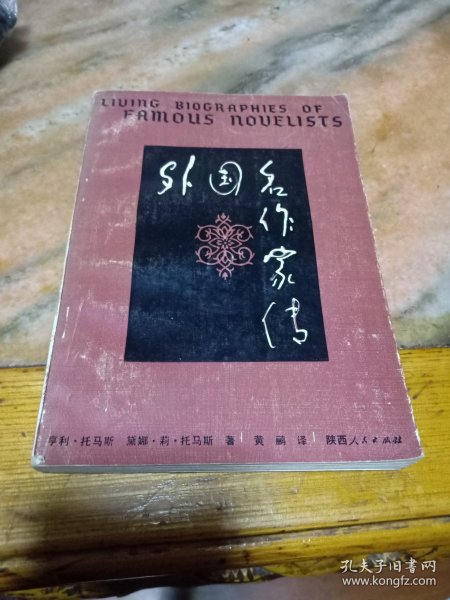 LIVING BIOGRAPHIES OF
FAMOUS NOVELISTS
外国
名作家传
亨利·托马斯 黛娜·莉·托马斯 著 黄鹂 译 陕西人民出版社
孔夫子旧书网
www.kongfz.com